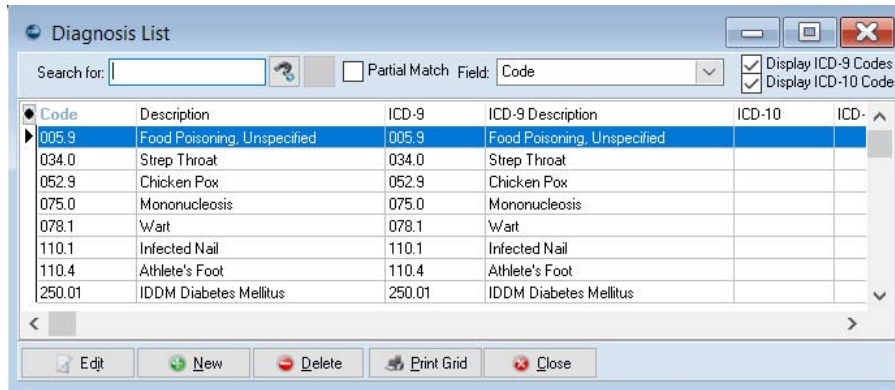 Diagnosis List
Search for: Partial Match Field: Code Display ICD-9 Codes
Display ICD-10 Code
Code Description ICD-9 ICD-9 Description ICD-10 ICD-
005.9 Food Poisoning, Unspecified 005.9 Food Poisoning, Unspecified
034.0 Strep Throat 034.0 Strep Throat
052.9 Chicken Pox 052.9 Chicken Pox
075.0 Mononucleosis 075.0 Mononucleosis
078.1 Wart 078.1 Wart
110.1 Infected Nail 110.1 Infected Nail
110.4 Athlete's Foot 110.4 Athlete's Foot
250.01 IDDM Diabetes Mellitus 250.01 IDDM Diabetes Mellitus
Edit New Delete Print Grid Close